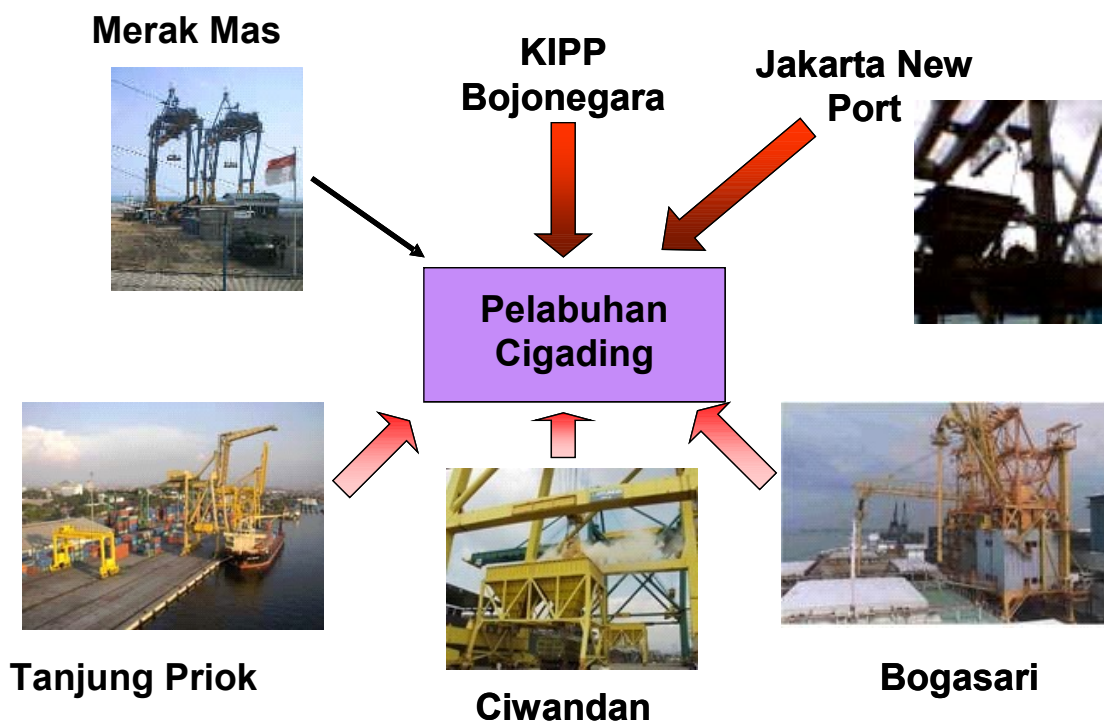 Merak Mas
KIPP
Bojonegara
Jakarta New
Port
Pelabuhan
Cigading
Tanjung Priok
Ciwandan
Bogasari